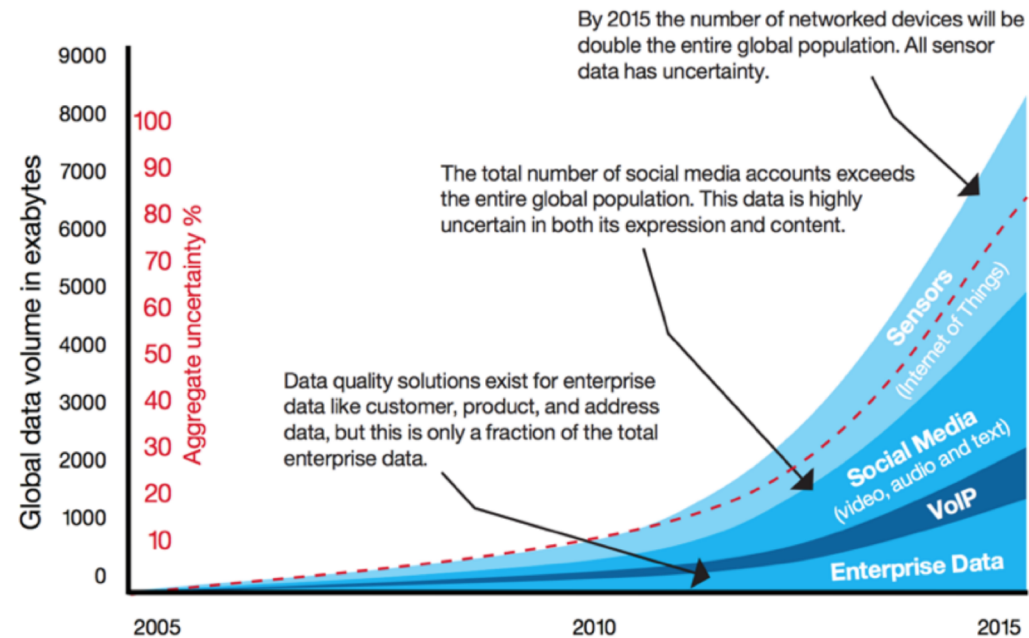 By 2015 the number of networked devices will be
double the entire global population. All sensor
data has uncertainty.
The total number of social media accounts exceeds
the entire global population. This data is highly
uncertain in both its expression and content.
Data quality solutions exist for enterprise
data like customer, product, and address
data, but this is only a fraction of the total
enterprise data.
Global data volume in exabytes
9000
8000
7000
6000
5000
4000
3000
2000
1000
0
Aggregate uncertainty %
100
90
80
70
60
50
40
30
20
10
Sensors
(Internet of Things)
Social Media
(video, audio and text)
VoIP
Enterprise Data
2005
2010
2015